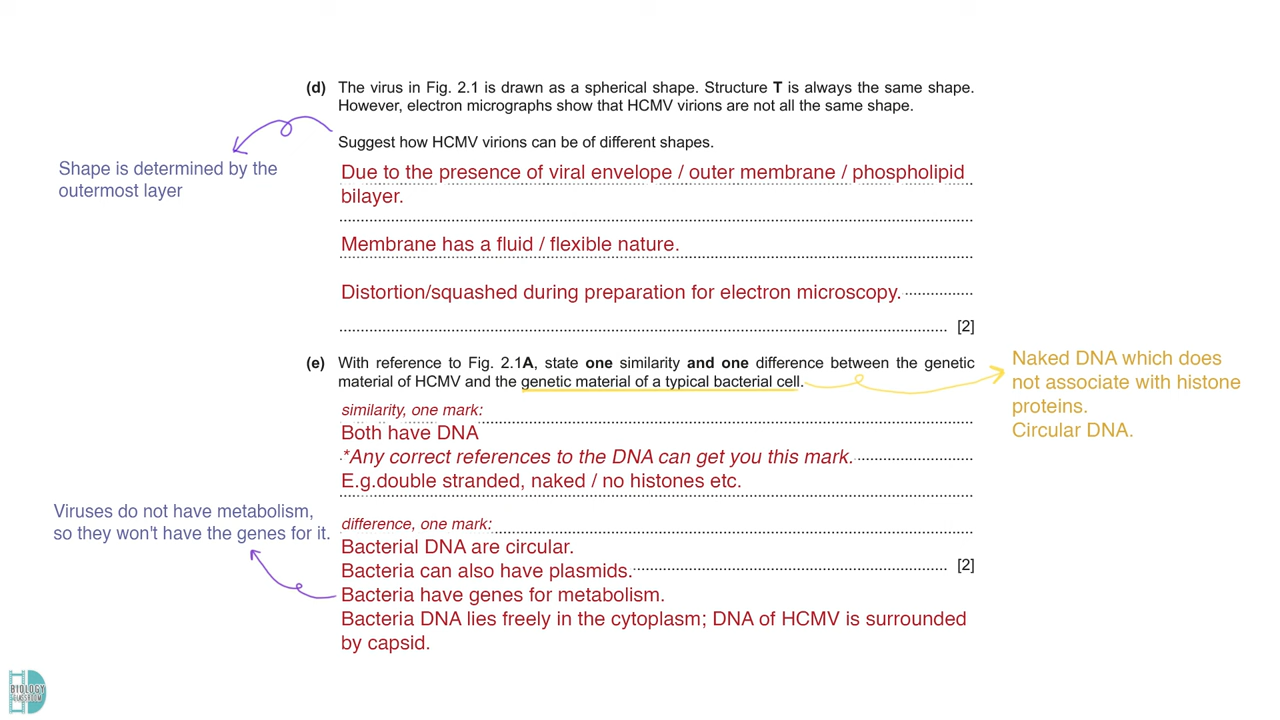 (d) The virus in Fig. 2.1 is drawn as a spherical shape. Structure T is always the same shape.
However, electron micrographs show that HCMV virions are not all the same shape.
Suggest how HCMV virions can be of different shapes.
Shape is determined by the
outermost layer
Due to the presence of viral envelope / outer membrane / phospholipid
bilayer.
Membrane has a fluid / flexible nature.
Distortion/squashed during preparation for electron microscopy.
[2]
(e) With reference to Fig. 2.1A, state one similarity and one difference between the genetic
material of HCMV and the genetic material of a typical bacterial cell.
Naked DNA which does
not associate with histone
proteins.
Circular DNA.
similarity, one mark:
Both have DNA
*Any correct references to the DNA can get you this mark.
E.g.double stranded, naked / no histones etc.
Viruses do not have metabolism,
so they won't have the genes for it.
difference, one mark:
Bacterial DNA are circular.
Bacteria can also have plasmids.
[2]
Bacteria have genes for metabolism.
Bacteria DNA lies freely in the cytoplasm; DNA of HCMV is surrounded
by capsid.
BIOLOGY
CLASSROOM